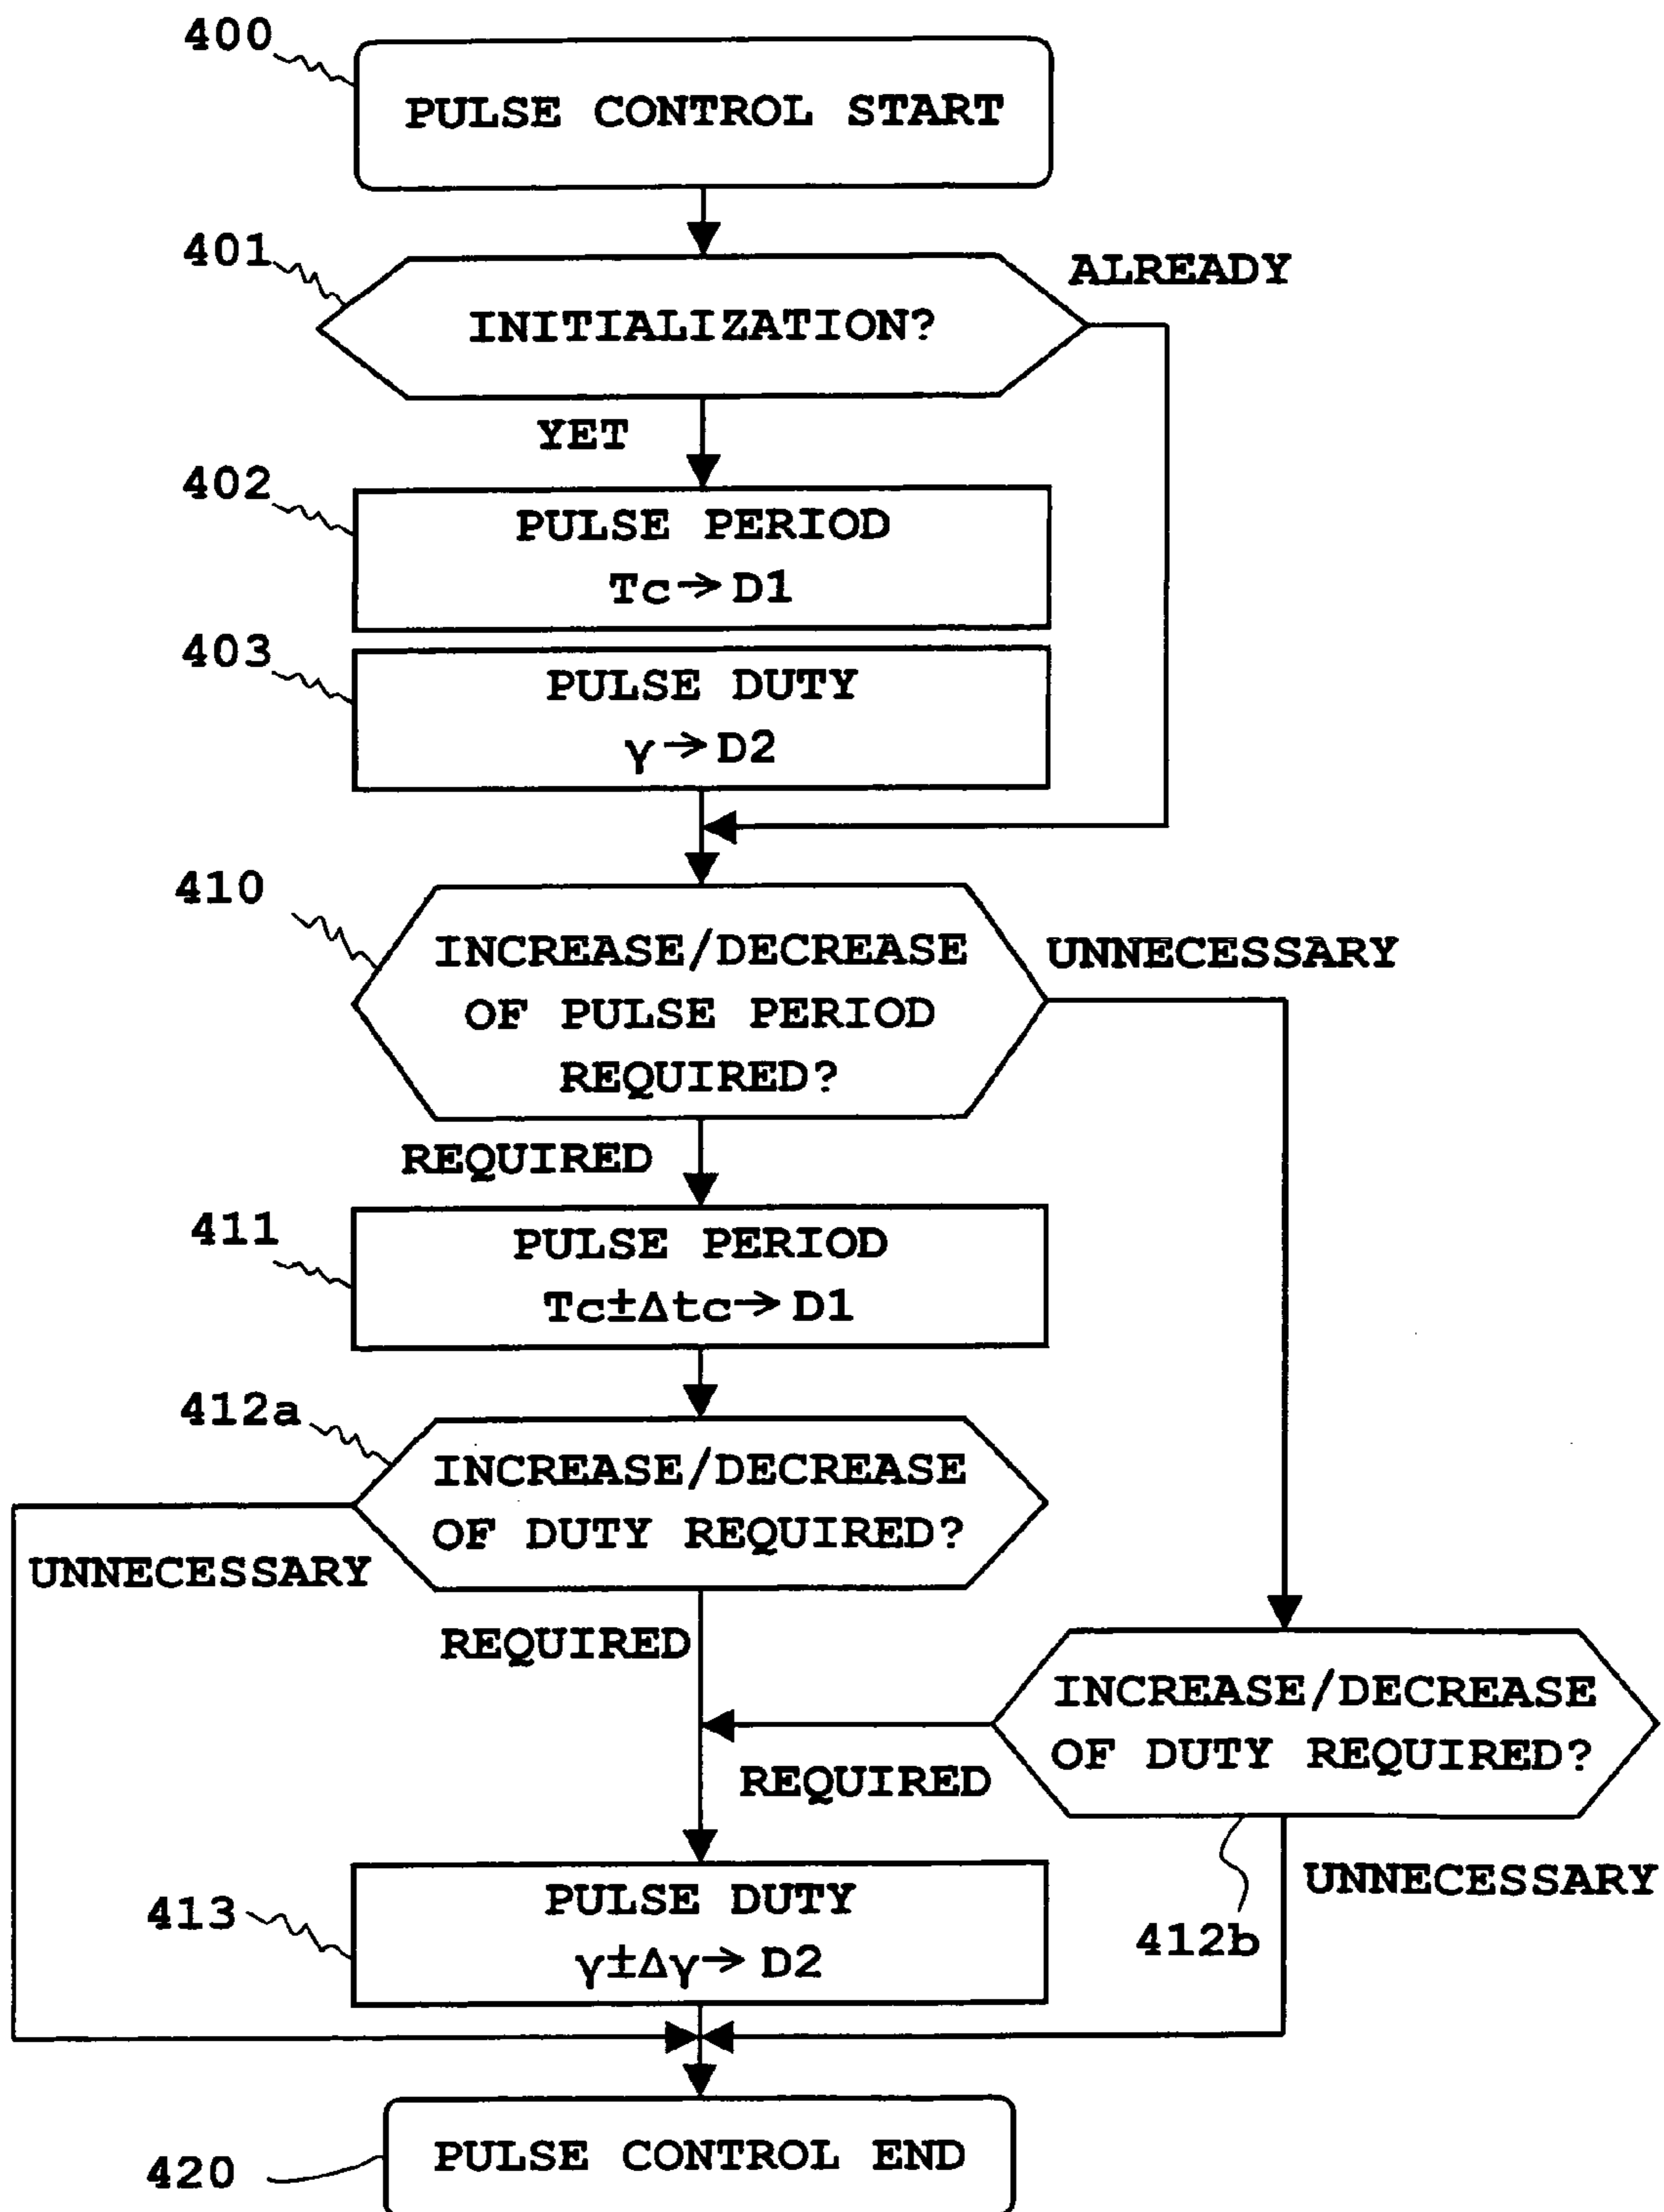 400
PULSE CONTROL START
401
ALREADY
INITIALIZATION?
YET
402
PULSE PERIOD
Tc→D1
403
PULSE DUTY
γ→D2
410
INCREASE/DECREASE
OF PULSE PERIOD
REQUIRED?
UNNECESSARY
REQUIRED
411
PULSE PERIOD
Tc±Δtc→D1
412a
INCREASE/DECREASE
OF DUTY REQUIRED?
UNNECESSARY
REQUIRED
INCREASE/DECREASE
OF DUTY REQUIRED?
REQUIRED
412b
UNNECESSARY
413
PULSE DUTY
γ±Δγ→D2
420
PULSE CONTROL END